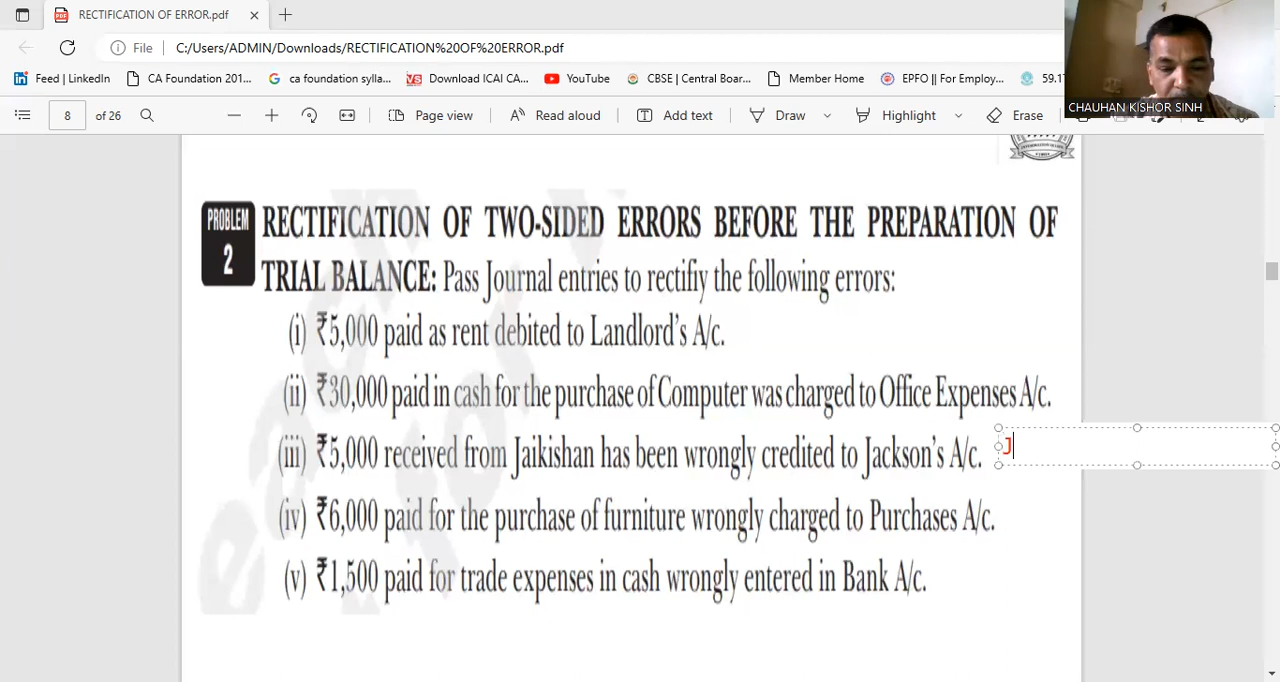 RECTIFICATION OF ERROR.pdf
File C:/Users/ADMIN/Downloads/RECTIFICATION%20OF%20ERROR.pdf
Feed | LinkedIn CA Foundation 201... ca foundation sylla... Download ICAI CA... YouTube CBSE | Central Boar... Member Home EPFO || For Employ... 59.1
CHAUHAN KISHOR SINH
8 of 26 Page view Read aloud Add text Draw Highlight Erase
PROBLEM 2
RECTIFICATION OF TWO-SIDED ERRORS BEFORE THE PREPARATION OF
TRIAL BALANCE: Pass Journal entries to rectifiy the following errors:
(i) ₹5,000 paid as rent debited to Landlord's A/c.
(ii) ₹30,000 paid in cash for the purchase of Computer was charged to Office Expenses A/c.
(iii) ₹5,000 received from Jaikishan has been wrongly credited to Jackson's A/c. J
(iv) ₹6,000 paid for the purchase of furniture wrongly charged to Purchases A/c.
(v) ₹1,500 paid for trade expenses in cash wrongly entered in Bank A/c.